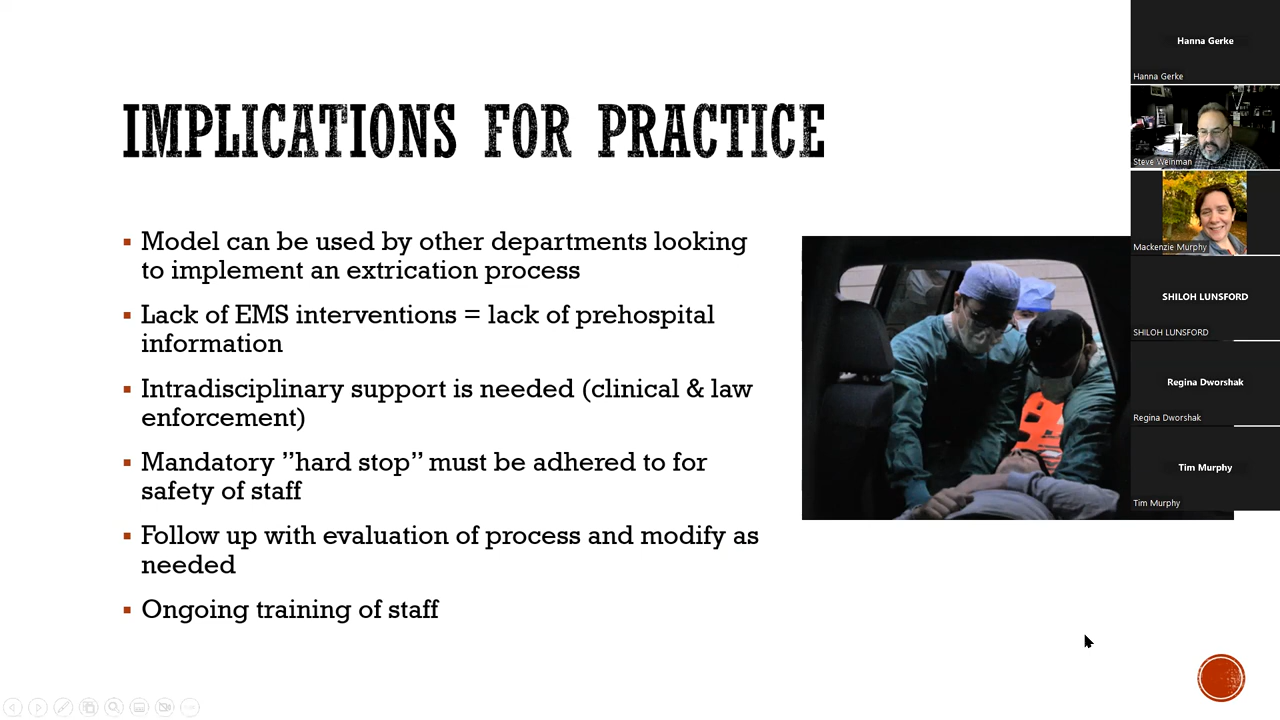 IMPLICATIONS FOR PRACTICE
▪ Model can be used by other departments looking
to implement an extrication process
▪ Lack of EMS interventions = lack of prehospital
information
▪ Intradisciplinary support is needed (clinical & law
enforcement)
▪ Mandatory ”hard stop” must be adhered to for
safety of staff
▪ Follow up with evaluation of process and modify as
needed
▪ Ongoing training of staff
Hanna Gerke
Hanna Gerke
Steve Weinman
Mackenzie Murphy
SHILOH LUNSFORD
SHILOH LUNSFORD
Regina Dworshak
Regina Dworshak
Tim Murphy
Tim Murphy